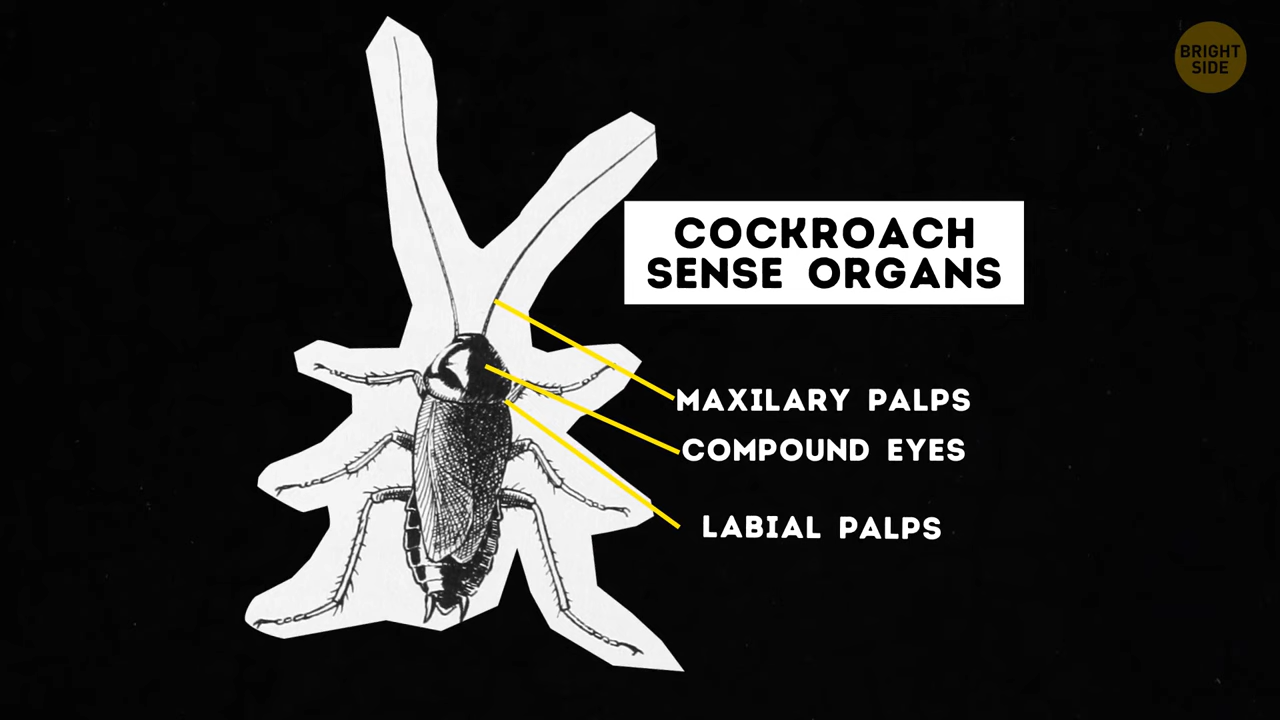 BRIGHT
SIDE
COCKROACH
SENSE ORGANS
MAXILARY PALPS
COMPOUND EYES
LABIAL PALPS